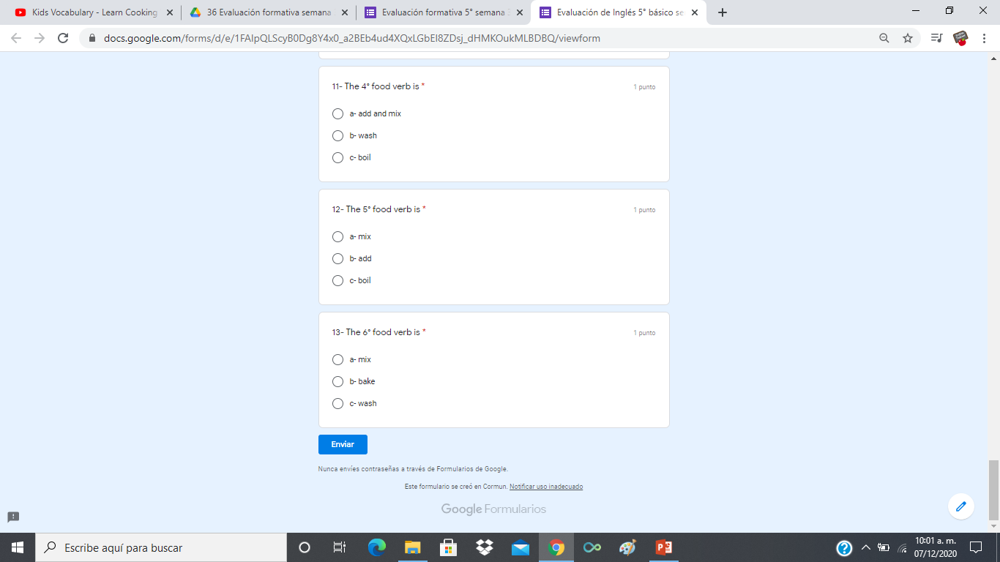 Kids Vocabulary - Learn Cooking
36 Evaluación formativa semana
Evaluación formativa 5° semana
Evaluación de Inglés 5° básico se
docs.google.com/forms/d/e/1FAIpQLScyB0Dg8Y4x0_a2BEb4ud4XQxLGbEI8ZDsj_dHMKOukMLBDBQ/viewform
11- The 4° food verb is *
1 punto
a- add and mix
b- wash
c- boil
12- The 5° food verb is *
1 punto
a- mix
b- add
c- boil
13- The 6° food verb is *
1 punto
a- mix
b- bake
c- wash
Enviar
Nunca envíes contraseñas a través de Formularios de Google.
Este formulario se creó en Cormun. Notificar uso inadecuado
Google Formularios
Escribe aquí para buscar
10:01 a. m.
07/12/2020